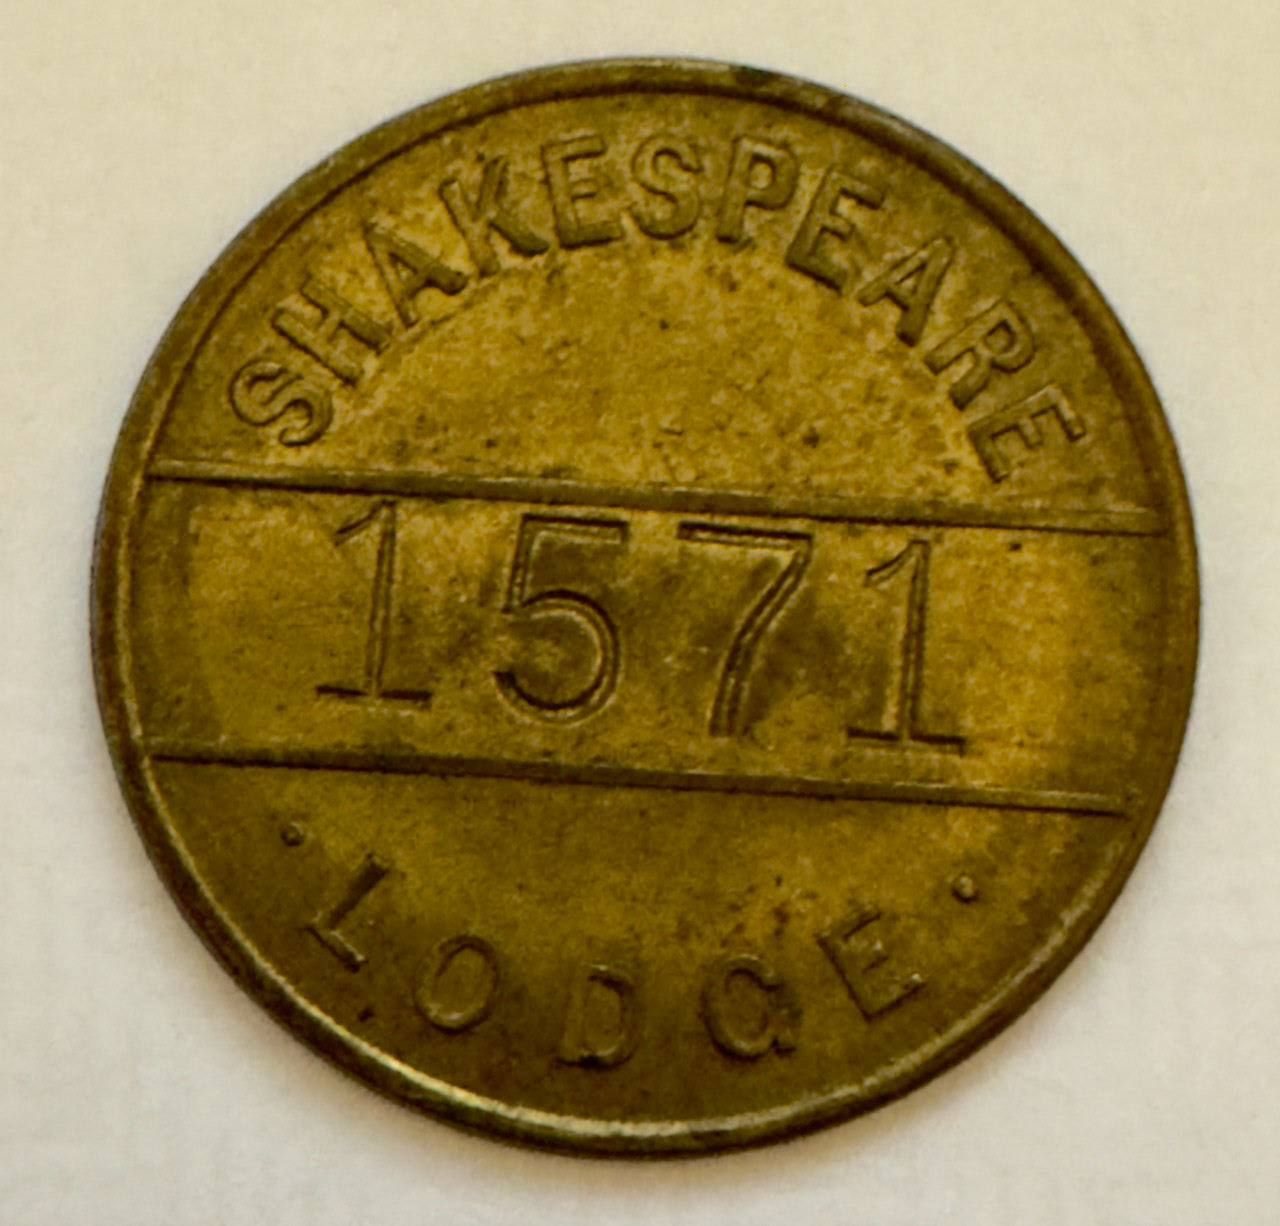 SHAKESPEARE
1571
· LODGE ·